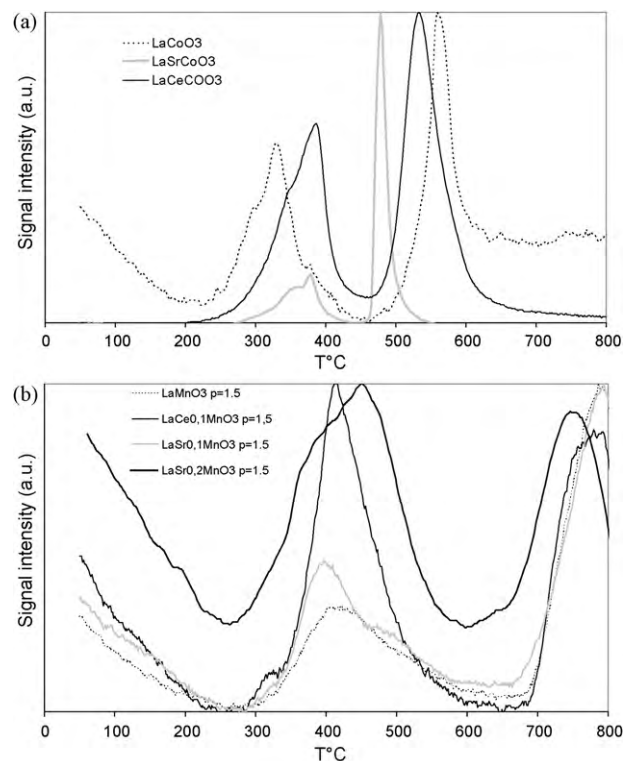 (a)
LaCoO3
LaSrCoO3
LaCeCOO3
Signal intensity (a.u.)
0 100 200 300 400 500 600 700 800
T°C
(b)
LaMnO3 p=1.5
LaCe0,1MnO3 p=1,5
LaSr0,1MnO3 p=1.5
LaSr0,2MnO3 p=1.5
Signal intensity (a.u.)
0 100 200 300 400 500 600 700 800
T°C